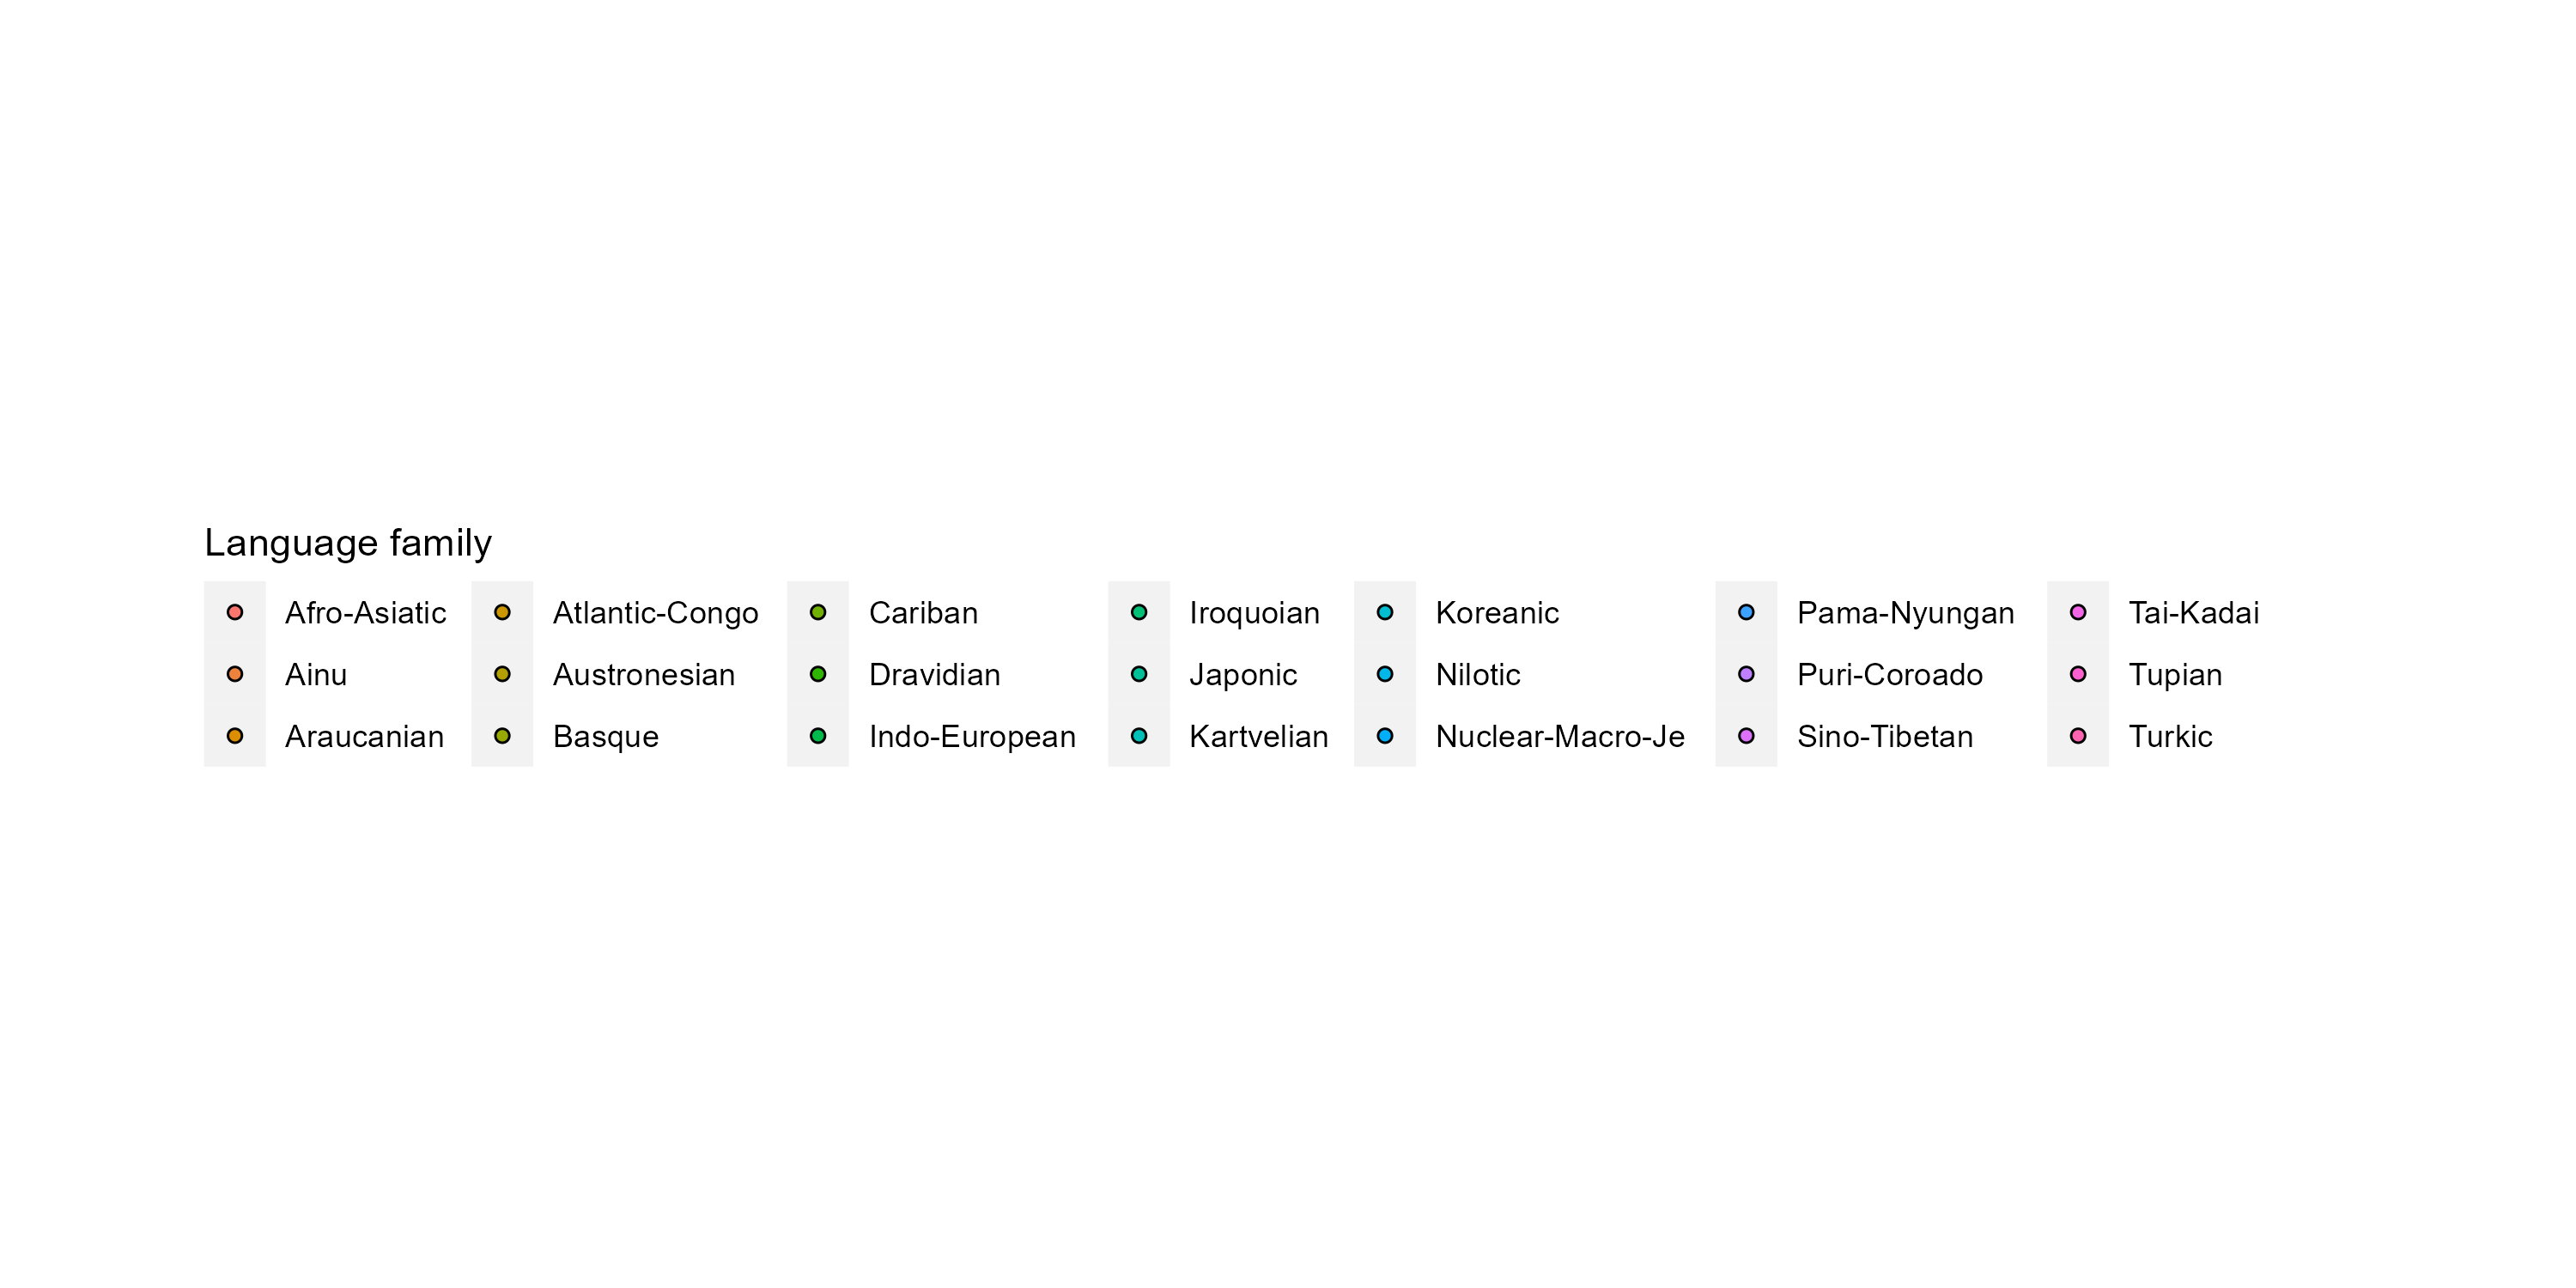 Language family
Afro-Asiatic Atlantic-Congo Cariban Iroquoian Koreanic Pama-Nyungan Tai-Kadai
Ainu Austronesian Dravidian Japonic Nilotic Puri-Coroado Tupian
Araucanian Basque Indo-European Kartvelian Nuclear-Macro-Je Sino-Tibetan Turkic